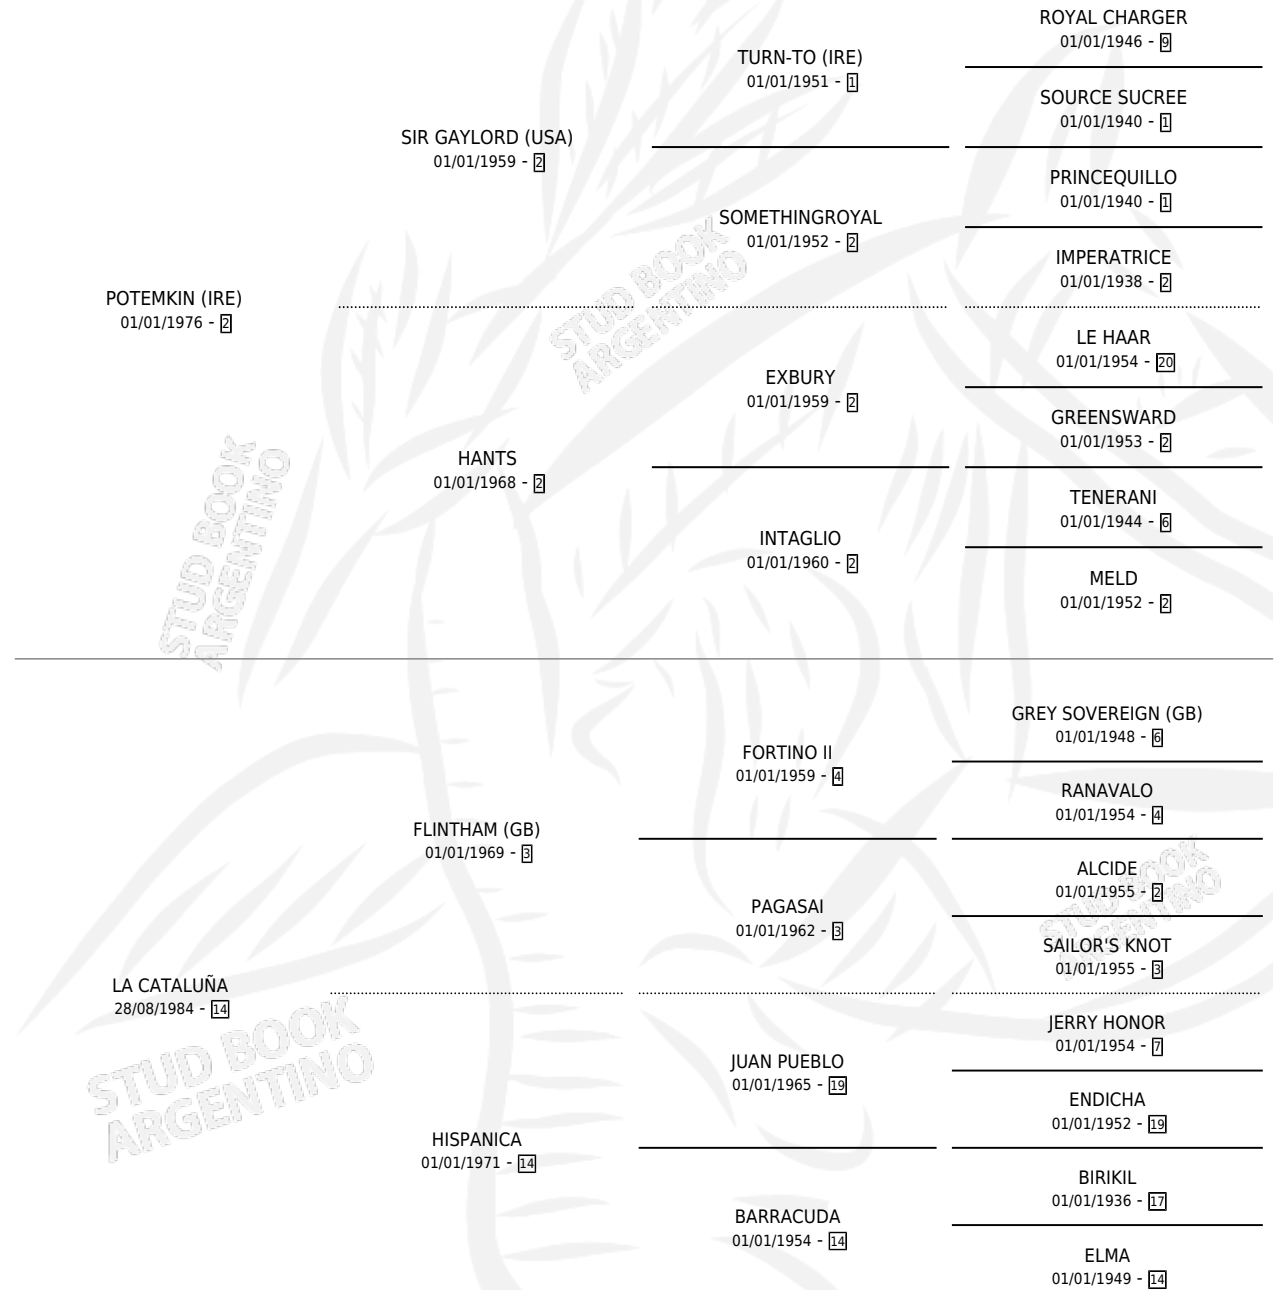 ROYAL CHARGER
01/01/1946 - 9
TURN-TO (IRE)
01/01/1951 - 1
SOURCE SUCREE
01/01/1940 - 1
SIR GAYLORD (USA)
01/01/1959 - 2
PRINCEQUILLO
01/01/1940 - 1
SOMETHINGROYAL
01/01/1952 - 2
IMPERATRICE
01/01/1938 - 2
POTEMKIN (IRE)
01/01/1976 - 2
LE HAAR
01/01/1954 - 20
EXBURY
01/01/1959 - 2
GREENSWARD
01/01/1953 - 2
HANTS
01/01/1968 - 2
TENERANI
01/01/1944 - 6
INTAGLIO
01/01/1960 - 2
MELD
01/01/1952 - 2
GREY SOVEREIGN (GB)
01/01/1948 - 6
FORTINO II
01/01/1959 - 4
RANAVALO
01/01/1954 - 4
FLINTHAM (GB)
01/01/1969 - 3
ALCIDE
01/01/1955 - 2
PAGASAI
01/01/1962 - 3
SAILOR'S KNOT
01/01/1955 - 3
LA CATALUÑA
28/08/1984 - 14
JERRY HONOR
01/01/1954 - 7
JUAN PUEBLO
01/01/1965 - 19
ENDICHA
01/01/1952 - 19
HISPANICA
01/01/1971 - 14
BIRIKIL
01/01/1936 - 17
BARRACUDA
01/01/1954 - 14
ELMA
01/01/1949 - 14
STUD BOOK
ARGENTINO
STUD BOOK
ARGENTINO
STUD BOOK
ARGENTINO
STUD BOOK
ARGENTINO